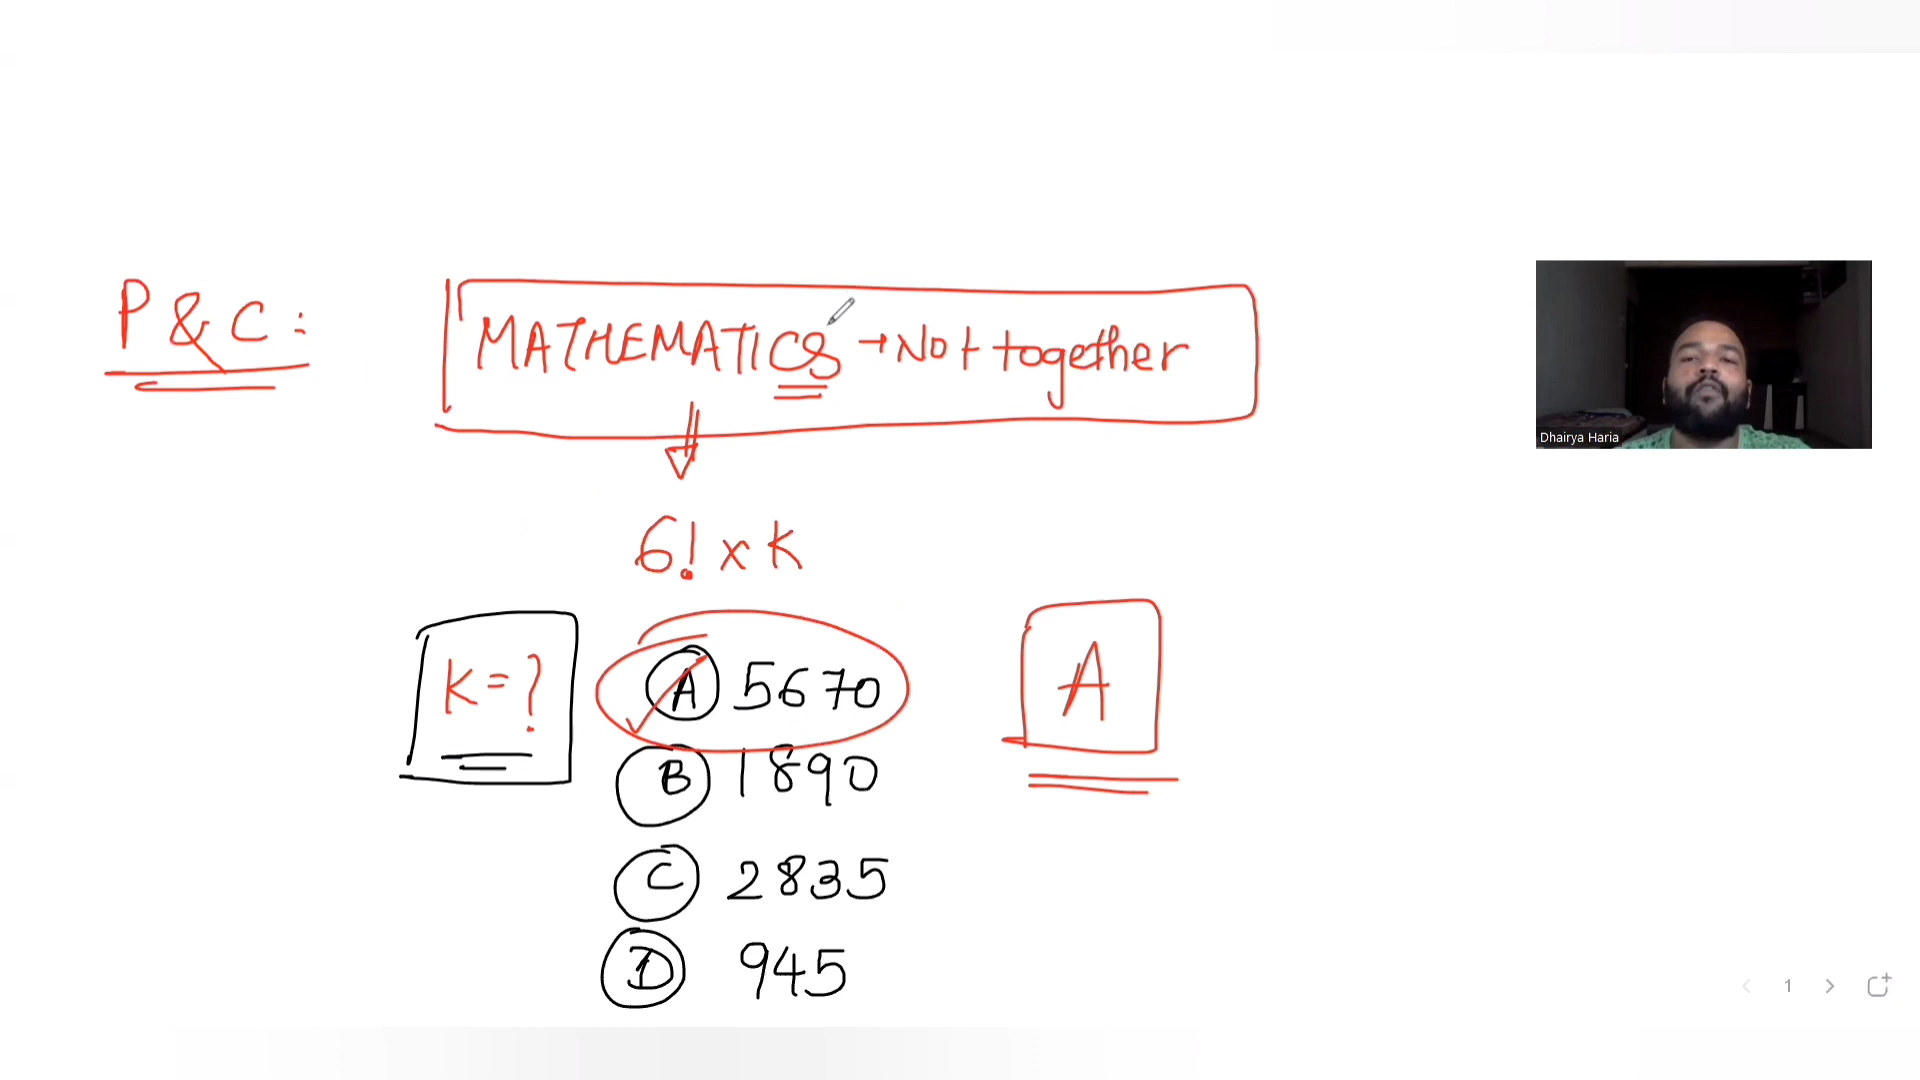 P & C :
MATHEMATICS → Not together
6! x K
K = ?
A 5670
B 1890
C 2835
D 945
A
Dhairya Haria
1